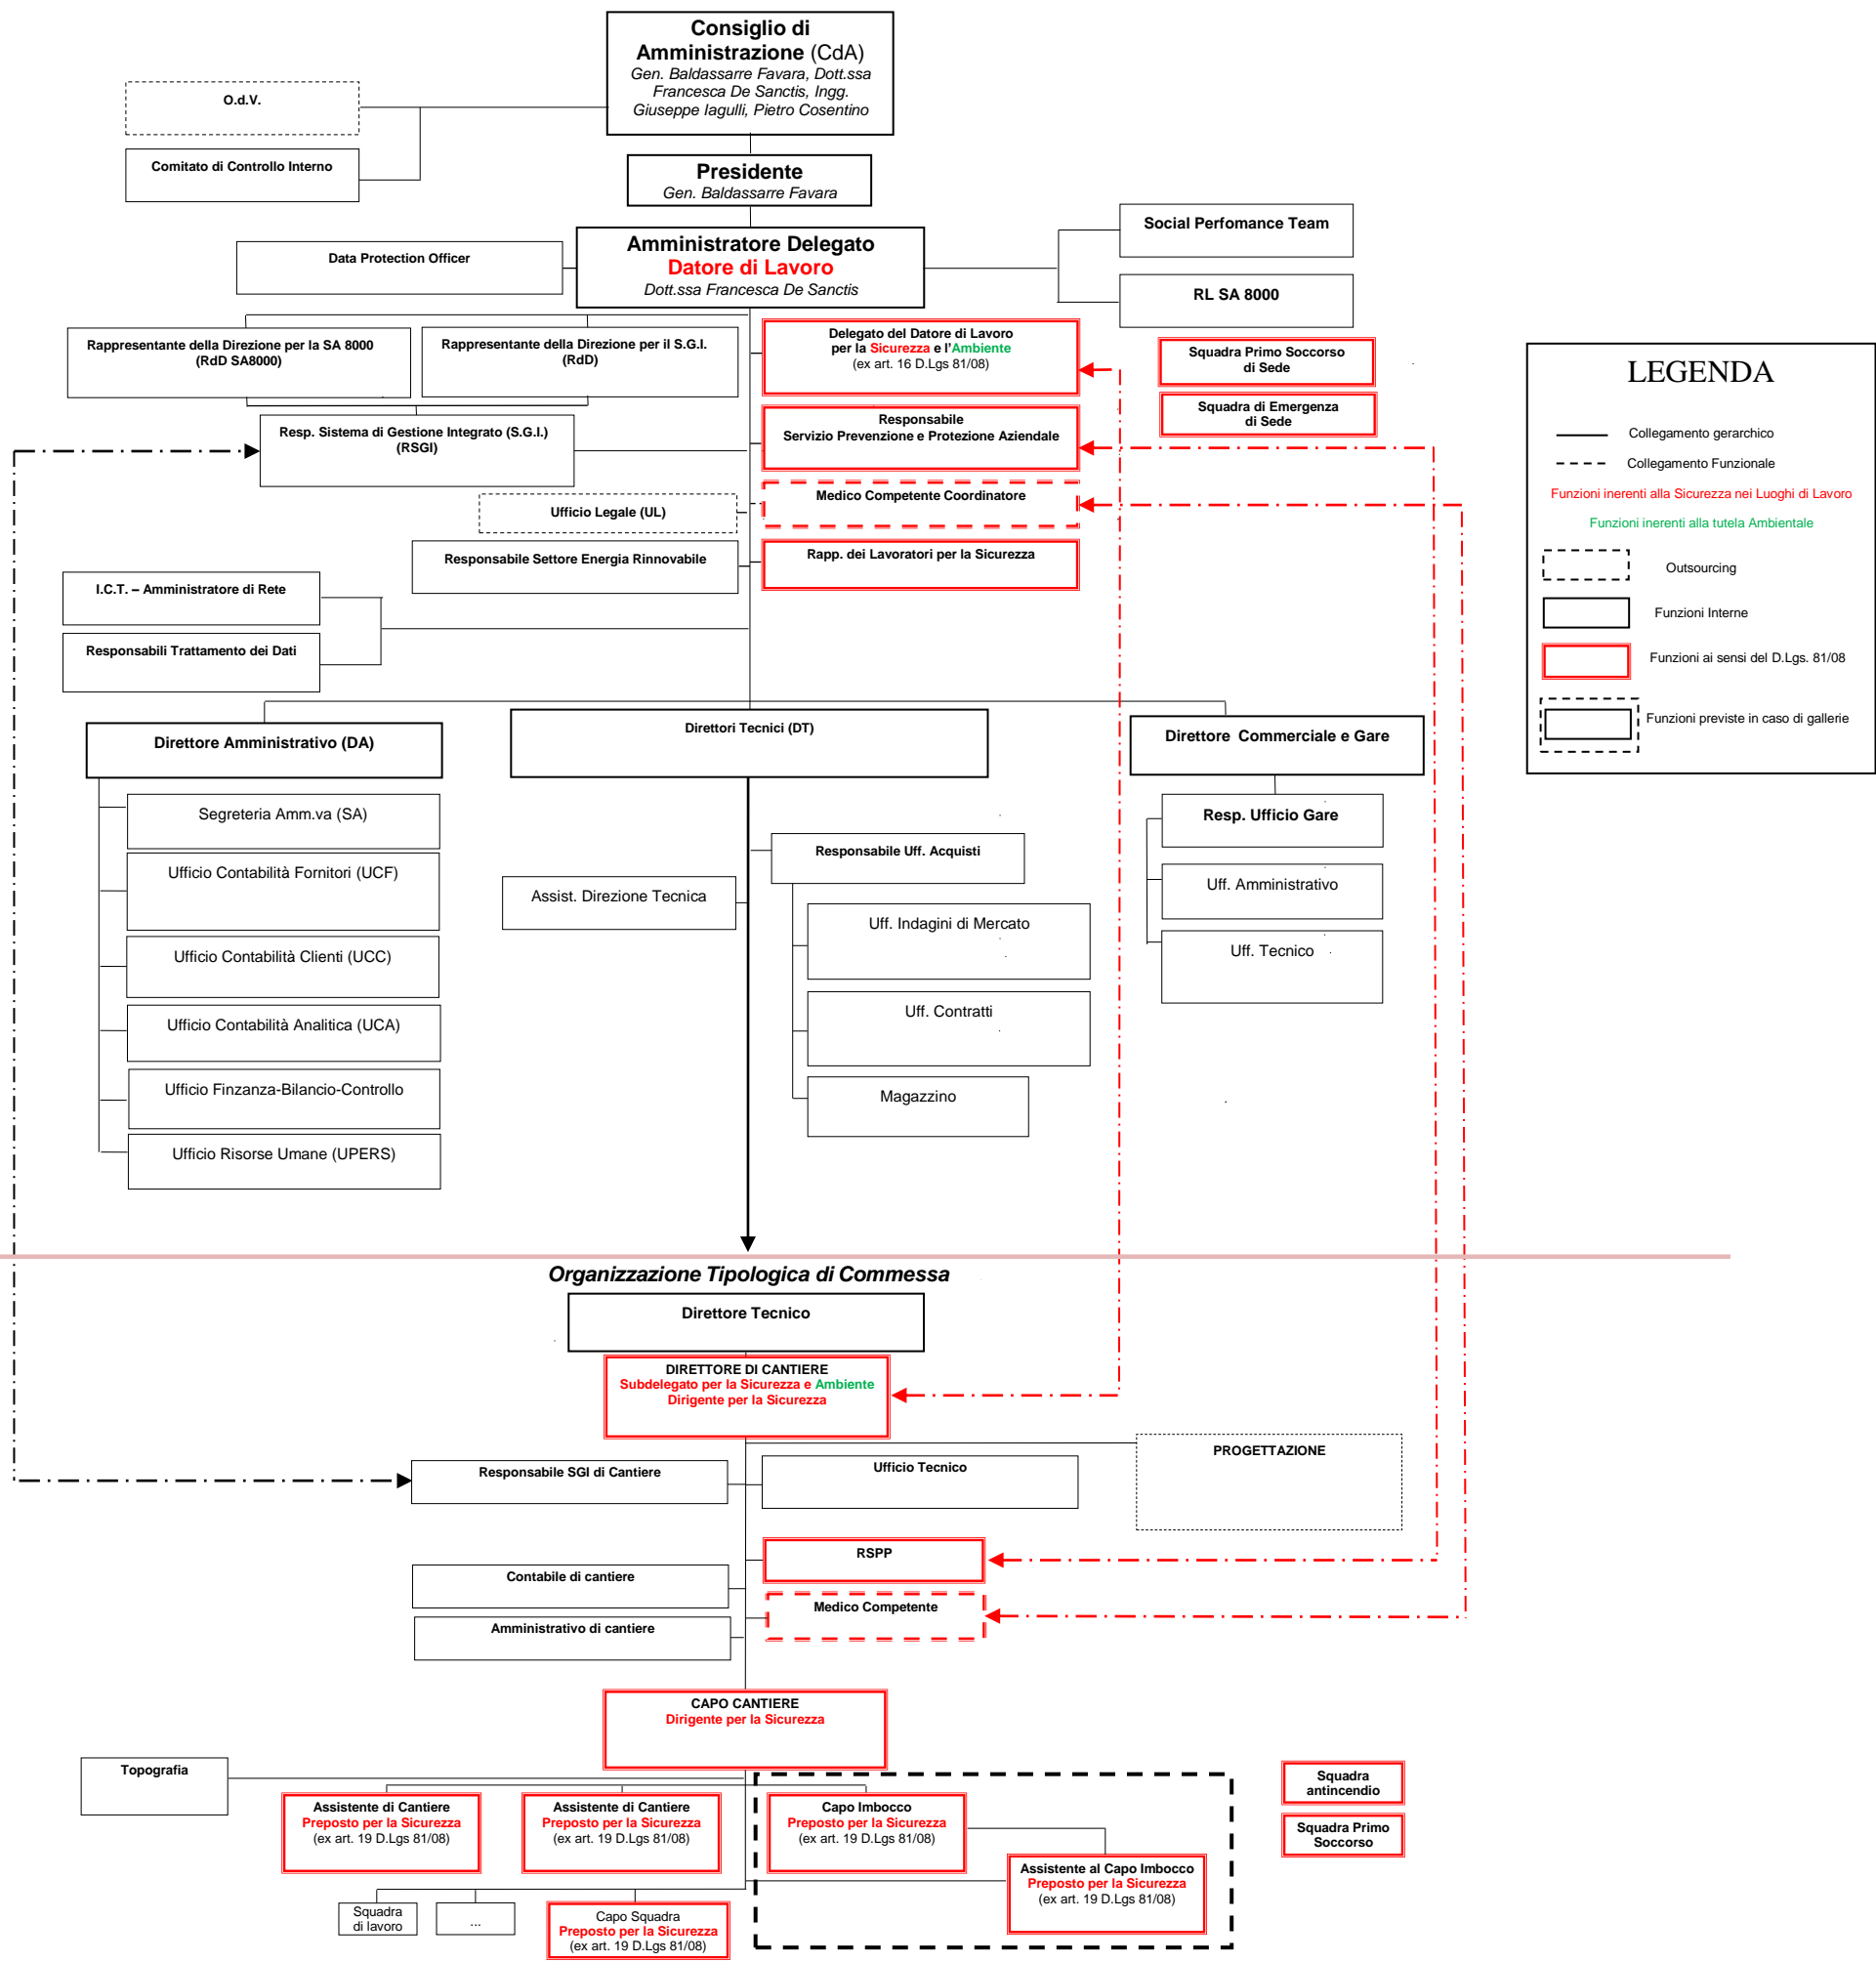 Consiglio di
Amministrazione (CdA)
Gen. Baldassarre Favara, Dott.ssa
Francesca De Sanctis, Ingg.
Giuseppe Iagulli, Pietro Cosentino
O.d.V.
Comitato di Controllo Interno
Presidente
Gen. Baldassarre Favara
Social Perfomance Team
Amministratore Delegato
Datore di Lavoro
Dott.ssa Francesca De Sanctis
Data Protection Officer
RL SA 8000
Rappresentante della Direzione per la SA 8000
(RdD SA8000)
Rappresentante della Direzione per il S.G.I.
(RdD)
Delegato del Datore di Lavoro
per la Sicurezza e l'Ambiente
(ex art. 16 D.Lgs 81/08)
Squadra Primo Soccorso
di Sede
Squadra di Emergenza
di Sede
Resp. Sistema di Gestione Integrato (S.G.I.)
(RSGI)
Responsabile
Servizio Prevenzione e Protezione Aziendale
Ufficio Legale (UL)
Medico Competente Coordinatore
Responsabile Settore Energia Rinnovabile
Rapp. dei Lavoratori per la Sicurezza
I.C.T. – Amministratore di Rete
Responsabili Trattamento dei Dati
LEGENDA
Collegamento gerarchico
Collegamento Funzionale
Funzioni inerenti alla Sicurezza nei Luoghi di Lavoro
Funzioni inerenti alla tutela Ambientale
Outsourcing
Funzioni Interne
Funzioni ai sensi del D.Lgs. 81/08
Funzioni previste in caso di gallerie
Direttore Amministrativo (DA)
Direttori Tecnici (DT)
Direttore Commerciale e Gare
Segreteria Amm.va (SA)
Ufficio Contabilità Fornitori (UCF)
Ufficio Contabilità Clienti (UCC)
Ufficio Contabilità Analitica (UCA)
Ufficio Finzanza-Bilancio-Controllo
Ufficio Risorse Umane (UPERS)
Assist. Direzione Tecnica
Responsabile Uff. Acquisti
Uff. Indagini di Mercato
Uff. Contratti
Magazzino
Resp. Ufficio Gare
Uff. Amministrativo
Uff. Tecnico
Organizzazione Tipologica di Commessa
Direttore Tecnico
DIRETTORE DI CANTIERE
Subdelegato per la Sicurezza e Ambiente
Dirigente per la Sicurezza
PROGETTAZIONE
Responsabile SGI di Cantiere
Ufficio Tecnico
RSPP
Contabile di cantiere
Medico Competente
Amministrativo di cantiere
CAPO CANTIERE
Dirigente per la Sicurezza
Topografia
Assistente di Cantiere
Preposto per la Sicurezza
(ex art. 19 D.Lgs 81/08)
Assistente di Cantiere
Preposto per la Sicurezza
(ex art. 19 D.Lgs 81/08)
Capo Imbocco
Preposto per la Sicurezza
(ex art. 19 D.Lgs 81/08)
Squadra
antincendio
Squadra Primo
Soccorso
Assistente al Capo Imbocco
Preposto per la Sicurezza
(ex art. 19 D.Lgs 81/08)
Squadra
di lavoro
...
Capo Squadra
Preposto per la Sicurezza
(ex art. 19 D.Lgs 81/08)